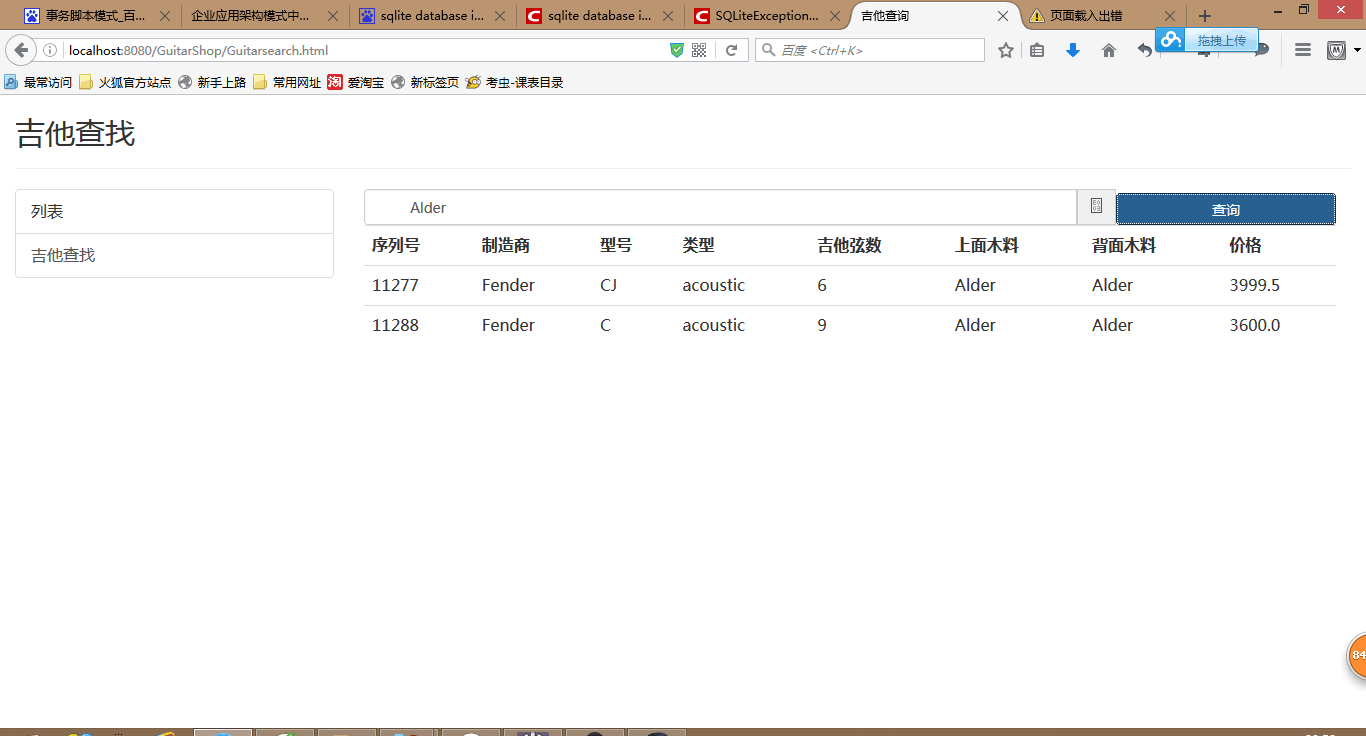 事务脚本模式_百...
企业应用架构模式中...
sqlite database i...
sqlite database i...
SQLiteException...
吉他查询
页面载入出错
localhost:8080/GuitarShop/Guitarsearch.html
百度 <Ctrl+K>
拖拽上传
最常访问 火狐官方站点 新手上路 常用网址 淘 爱淘宝 新标签页 考虫-课表目录
吉他查找
列表
吉他查找
Alder
查询
序列号 制造商 型号 类型 吉他弦数 上面木料 背面木料 价格
11277 Fender CJ acoustic 6 Alder Alder 3999.5
11288 Fender C acoustic 9 Alder Alder 3600.0
84